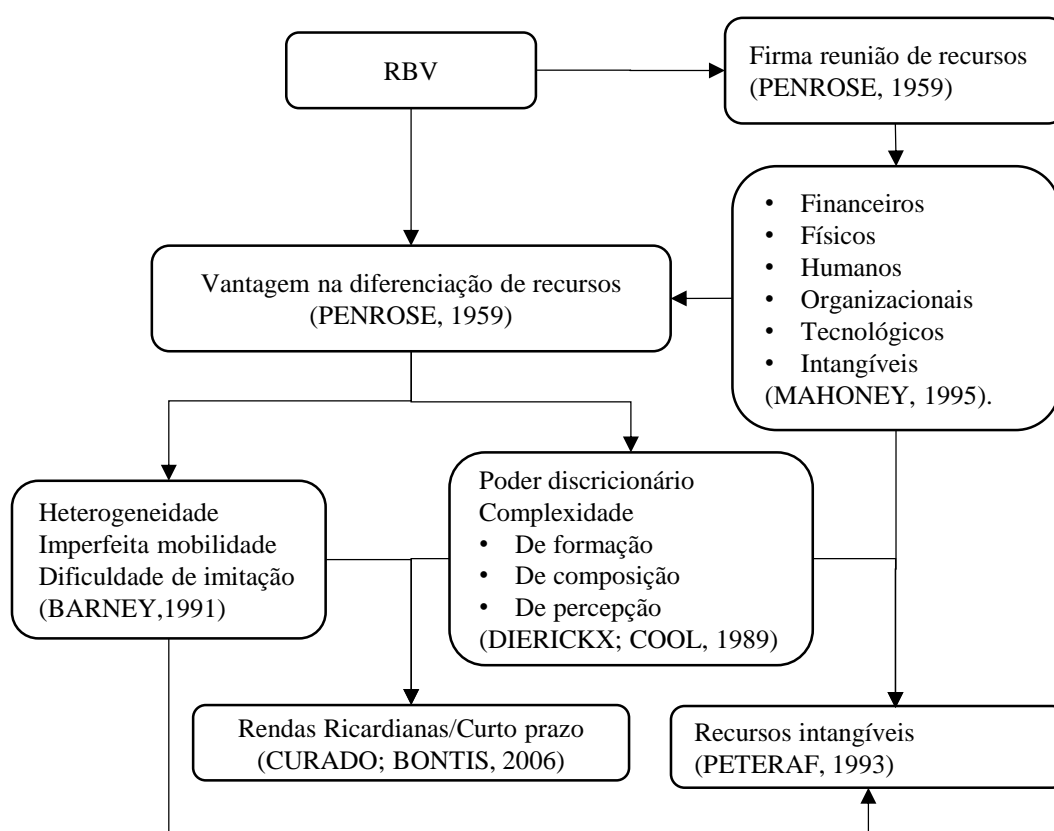 RBV
Firma reunião de recursos
(PENROSE, 1959)
• Financeiros
• Físicos
• Humanos
• Organizacionais
• Tecnológicos
• Intangíveis
(MAHONEY, 1995).
Vantagem na diferenciação de recursos
(PENROSE, 1959)
Heterogeneidade
Imperfeita mobilidade
Dificuldade de imitação
(BARNEY,1991)
Poder discricionário
Complexidade
• De formação
• De composição
• De percepção
(DIERICKX; COOL, 1989)
Rendas Ricardianas/Curto prazo
(CURADO; BONTIS, 2006)
Recursos intangíveis
(PETERAF, 1993)